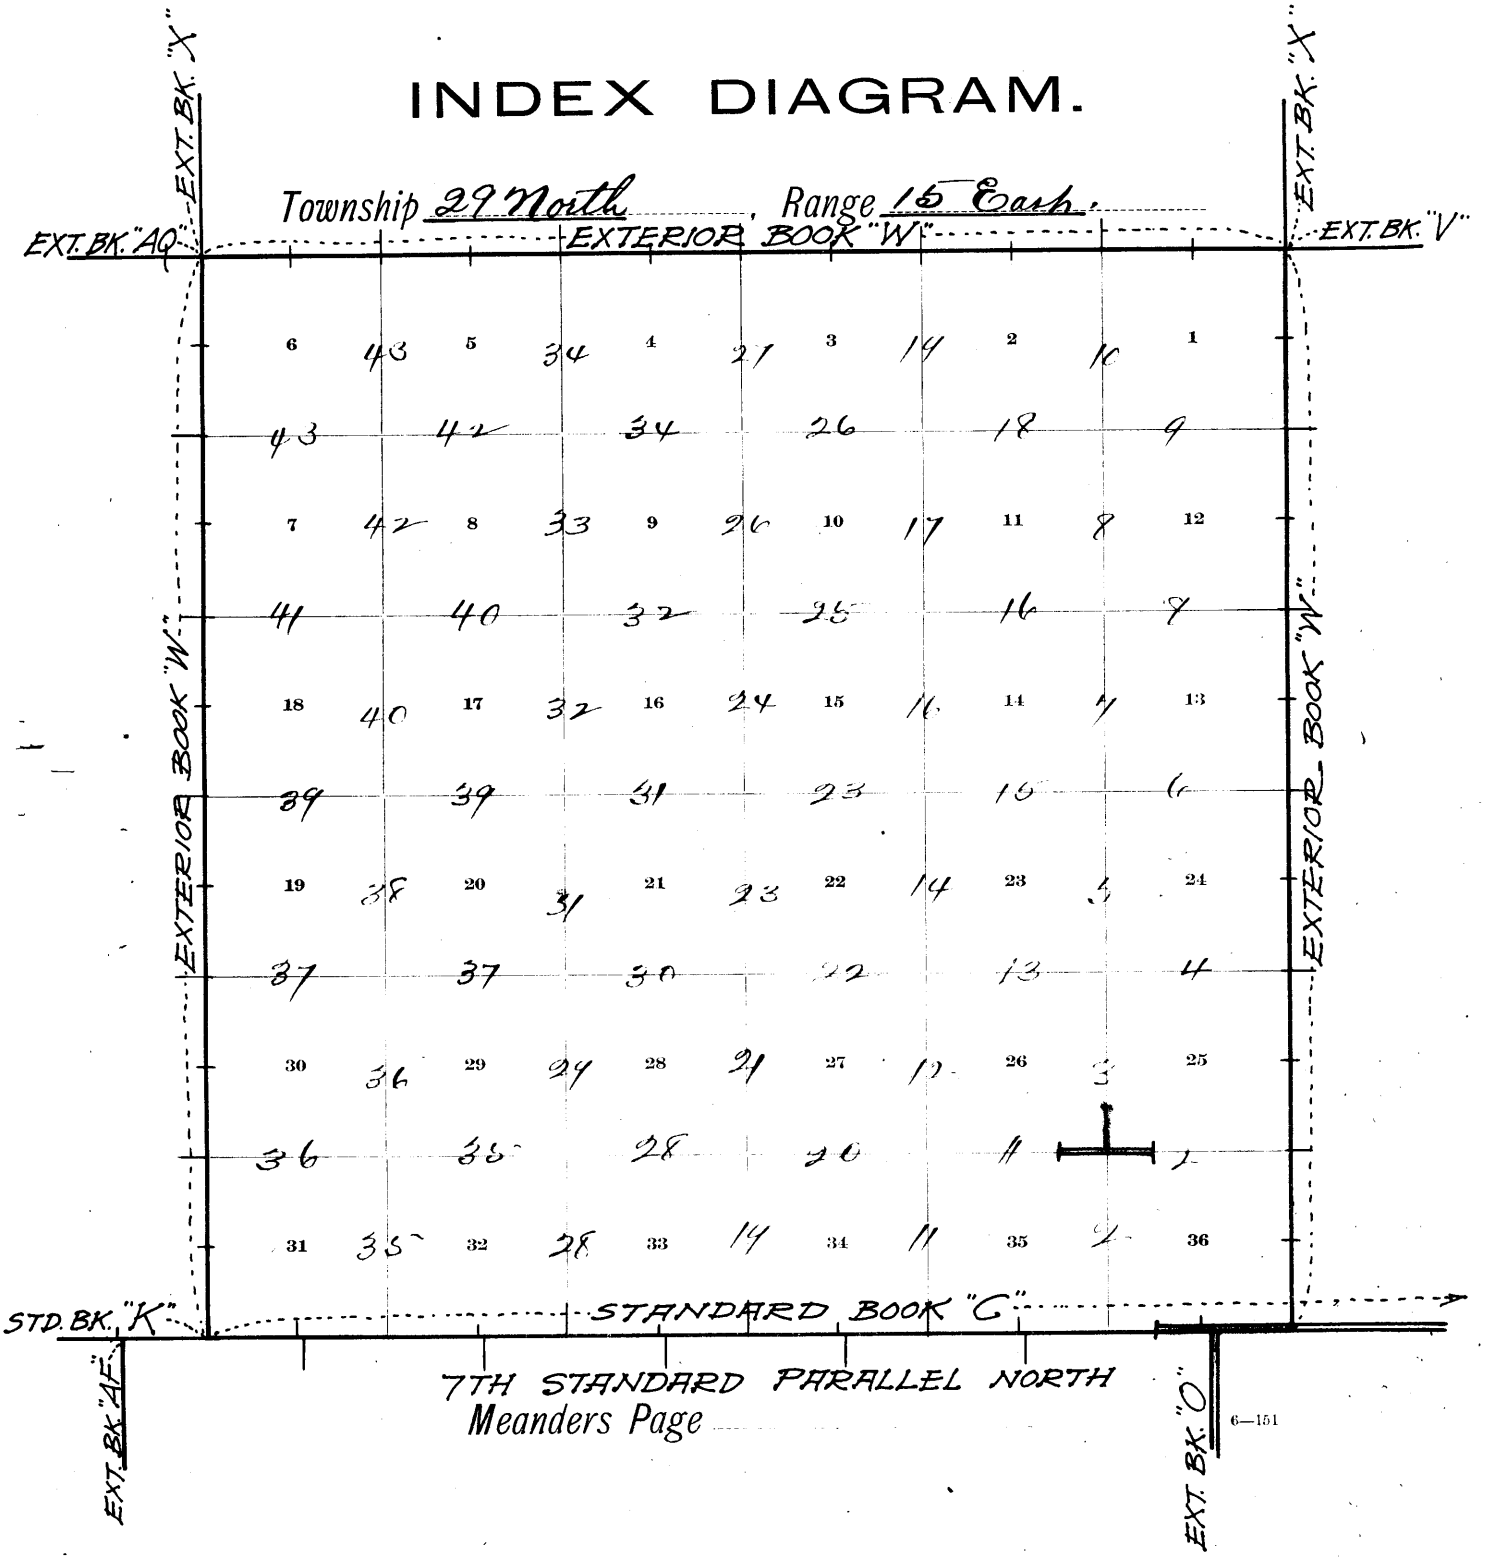 EXT. BK. "X"
EXT. BK. "X"
INDEX DIAGRAM.
Township 29 North, Range 15 East.
EXT. BK. "AQ" EXTERIOR BOOK "W" EXT. BK. "V"
6 43 5 34 4 27 3 19 2 10 1
43 42 34 26 18 9
7 42 8 33 9 26 10 17 11 8 12
41 40 32 25 16 7
18 40 17 32 16 24 15 16 14 7 13
39 39 31 23 15 6
19 38 20 31 21 23 22 14 23 5 24
37 37 30 22 13 4
30 36 29 29 28 21 27 12 26 3 25
36 35 28 20 11 2
31 35 32 28 33 19 34 11 35 2 36
EXTERIOR BOOK "W"
EXTERIOR BOOK "W"
STD. BK. "K" STANDARD BOOK "C"
7TH STANDARD PARALLEL NORTH
Meanders Page
EXT. BK. "AF"
EXT. BK. "O"
6—151